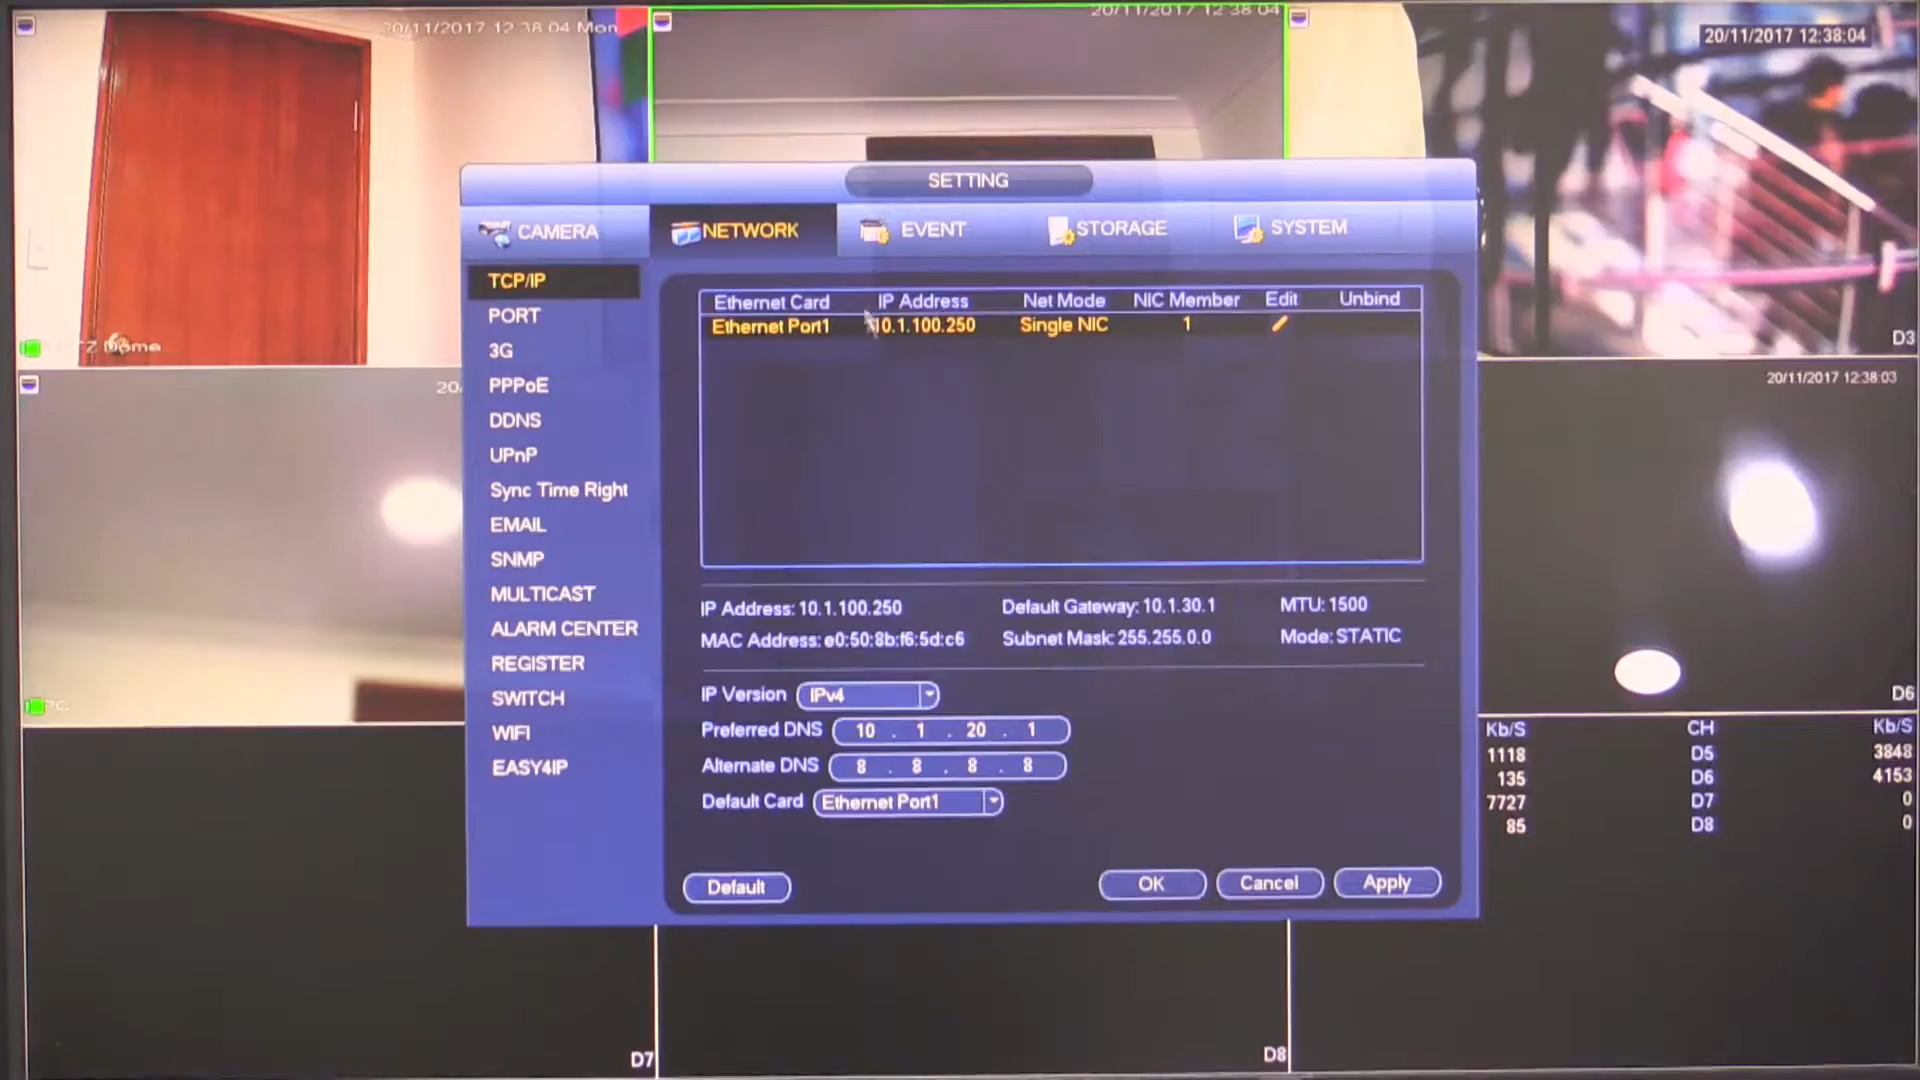 20/11/2017 12:38:04 Mon
20/11/2017 12:38:04
20/11/2017 12:38:04
SETTING
CAMERA
NETWORK
EVENT
STORAGE
SYSTEM
TCP/IP
PORT
3G
PPPoE
DDNS
UPnP
Sync Time Right
EMAIL
SNMP
MULTICAST
ALARM CENTER
REGISTER
SWITCH
WIFI
EASY4IP
Ethernet Card IP Address Net Mode NIC Member Edit Unbind
Ethernet Port1 10.1.100.250 Single NIC 1
IP Address: 10.1.100.250 Default Gateway: 10.1.30.1 MTU: 1500
MAC Address: e0:50:8b:f6:5d:c6 Subnet Mask: 255.255.0.0 Mode: STATIC
IP Version IPv4
Preferred DNS 10 . 1 . 20 . 1
Alternate DNS 8 . 8 . 8 . 8
Default Card Ethernet Port1
Default
OK
Cancel
Apply
Dome
D3
20
20/11/2017 12:38:03
D6
Kb/S CH Kb/S
1118 D5 3848
135 D6 4153
7727 D7 0
85 D8 0
D7
D8